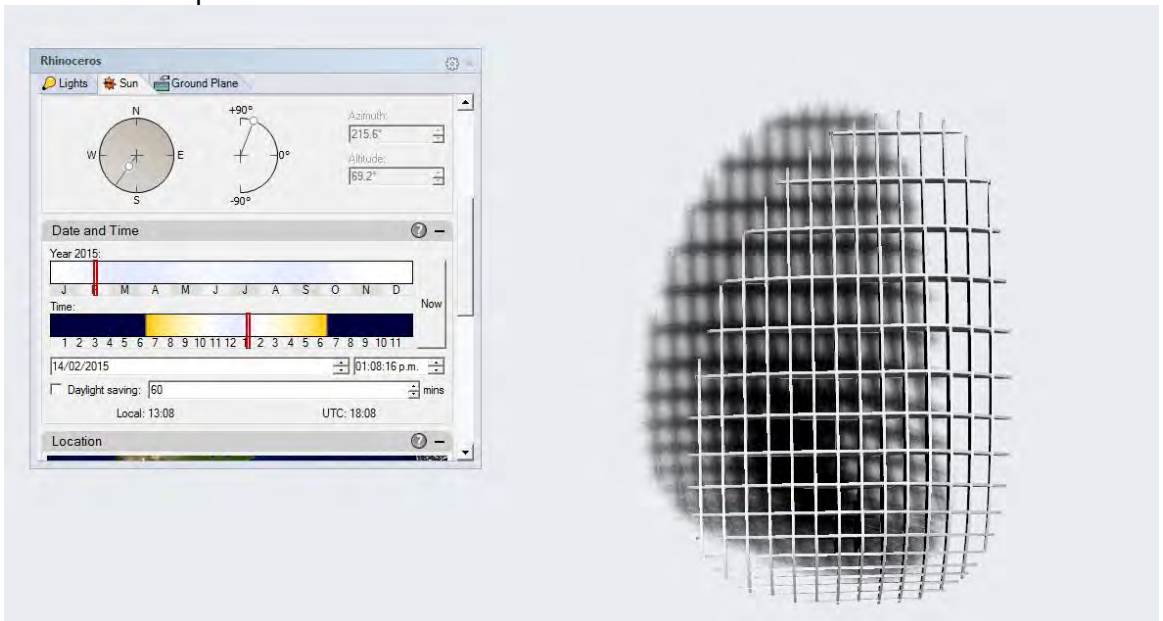 Rhinoceros
Lights Sun Ground Plane
N
W E
S
+90°
0°
-90°
Azimuth:
215.6°
Altitude:
69.2°
Date and Time
Year 2015:
J M A M J J A S O N D
Time:
Now
1 2 3 4 5 6 7 8 9 10 11 12 2 3 4 5 6 7 8 9 10 11
14/02/2015 01:08:16 p.m.
Daylight saving: 60 mins
Local: 13:08 UTC: 18:08
Location